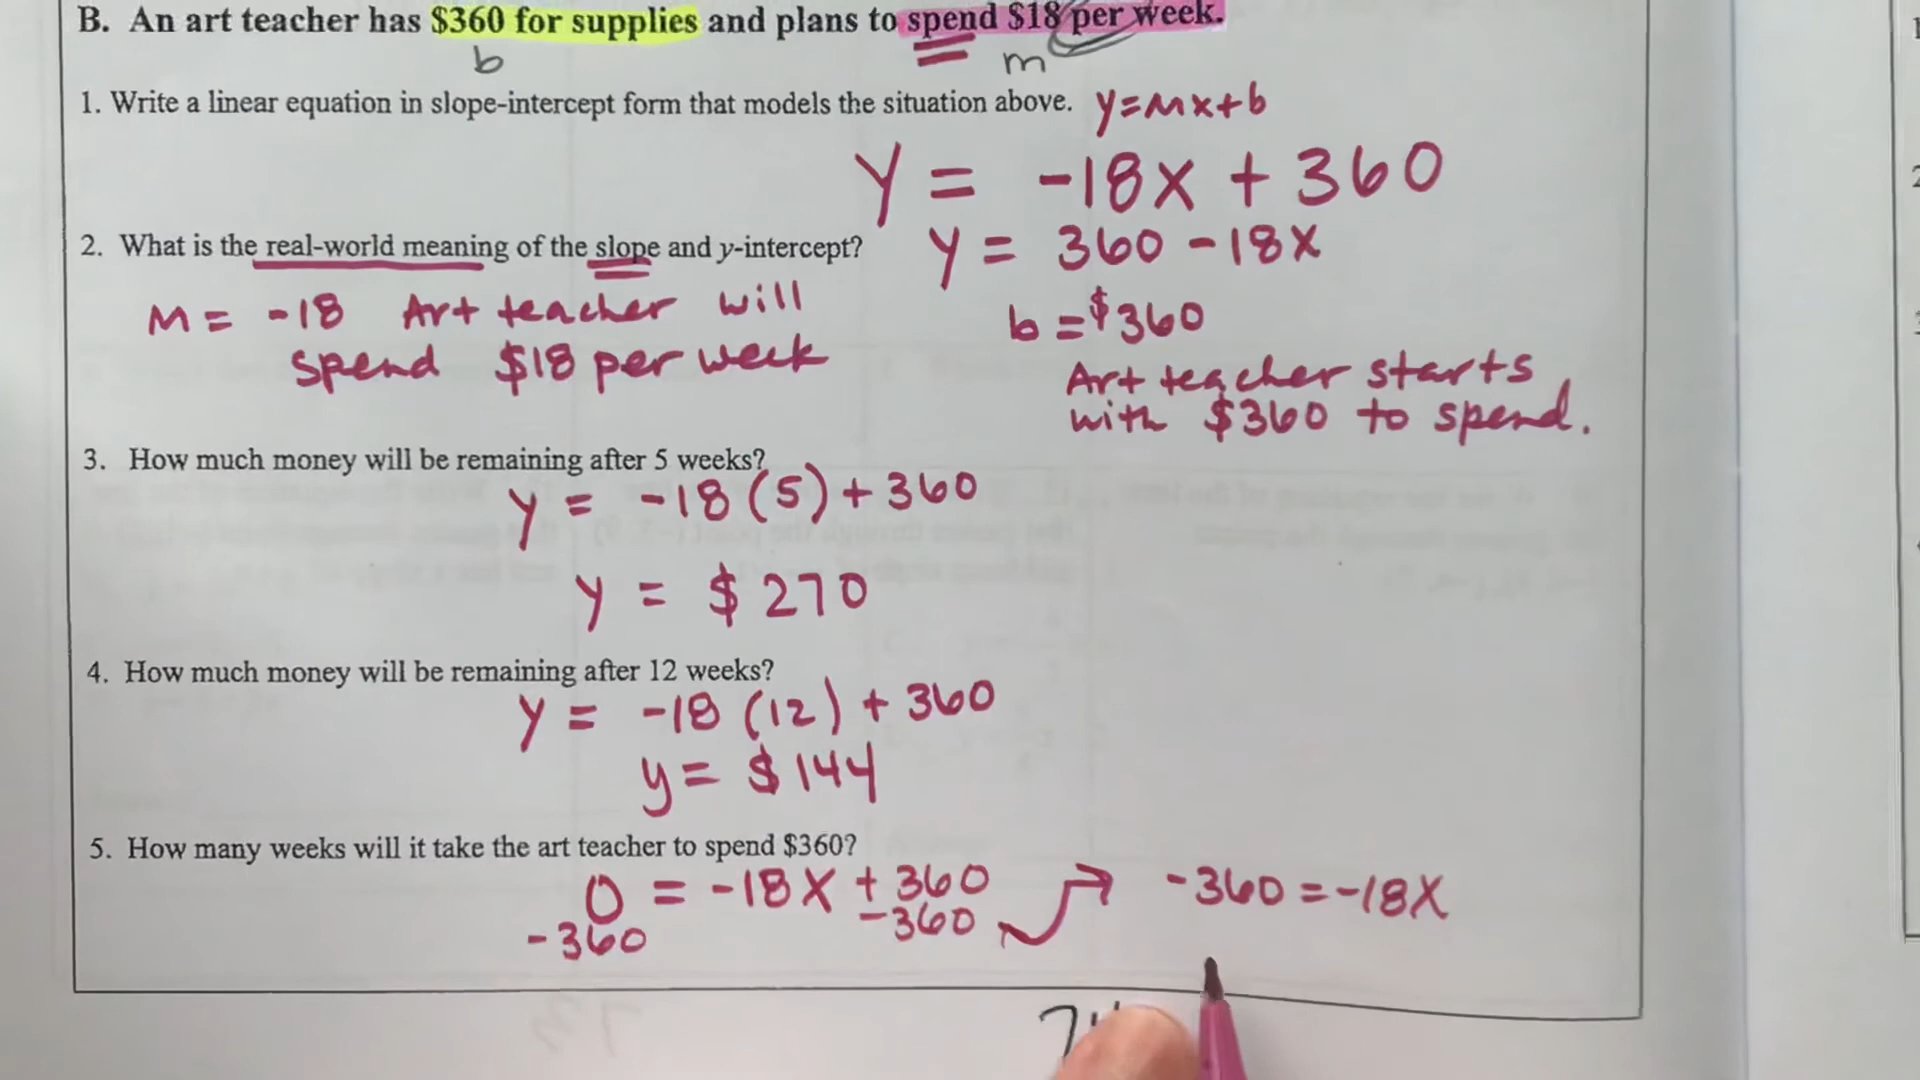 B. An art teacher has $360 for supplies and plans to spend $18 per week.
b m
1. Write a linear equation in slope-intercept form that models the situation above. y=mx+b
y = -18x + 360
2. What is the real-world meaning of the slope and y-intercept? y = 360 -18x
m = -18 Art teacher will
spend $18 per week
b = $360
Art teacher starts
with $360 to spend.
3. How much money will be remaining after 5 weeks?
y = -18 (5) + 360
y = $270
4. How much money will be remaining after 12 weeks?
y = -18 (12) + 360
y = $144
5. How many weeks will it take the art teacher to spend $360?
0 = -18x + 360 -360 = -18x
-360 -360